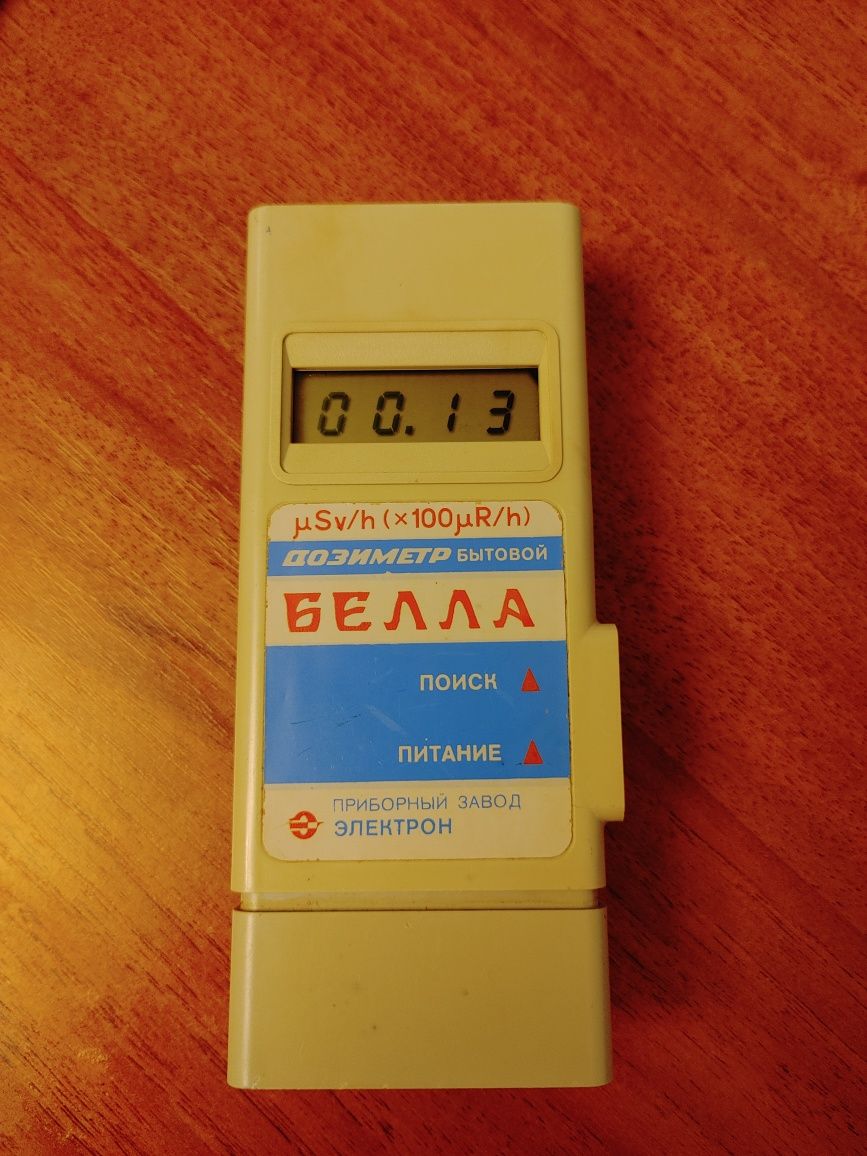 00.13
μSv/h (×100μR/h)
ДОЗИМЕТР БЫТОВОЙ
БЕЛЛА
ПОИСК
ПИТАНИЕ
ПРИБОРНЫЙ ЗАВОД
ЭЛЕКТРОН